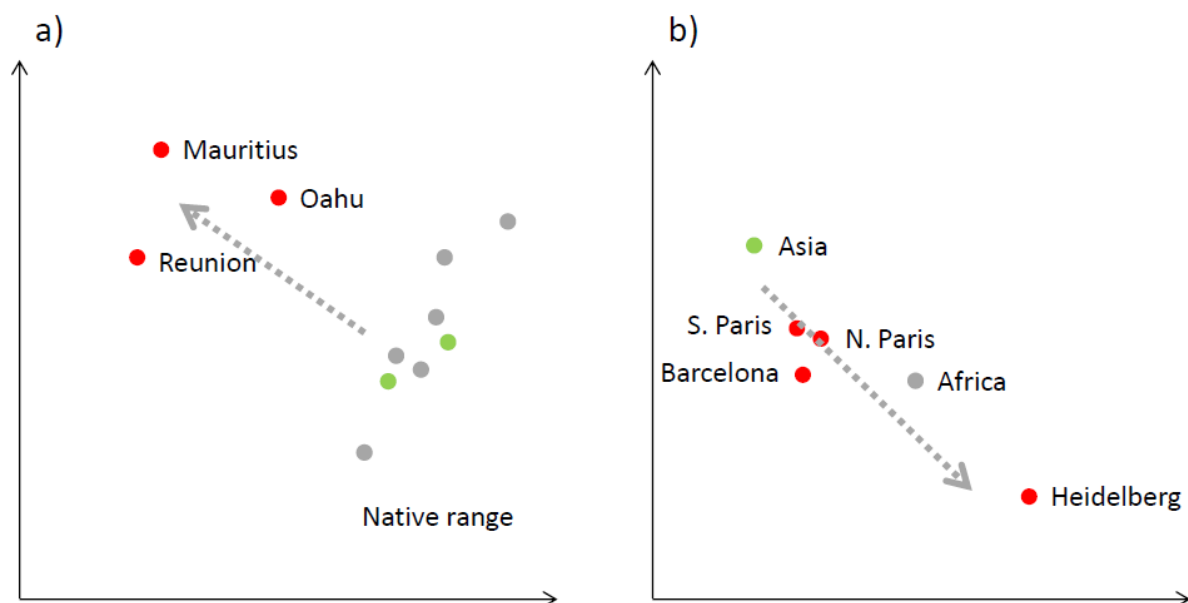 a)
Mauritius
Oahu
Reunion
Native range
b)
Asia
S. Paris
N. Paris
Barcelona
Africa
Heidelberg